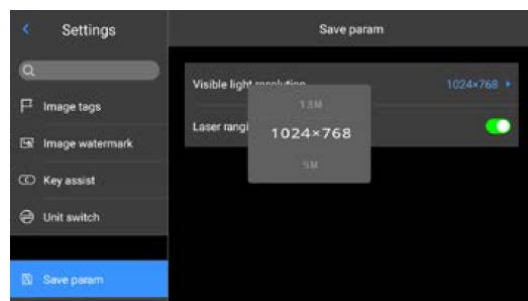 Settings
Save param
Image tags
Image watermark
Key assist
Unit switch
Save param
Visible light resolution
1024×768
Laser rangi
1.3M
1024×768
5M